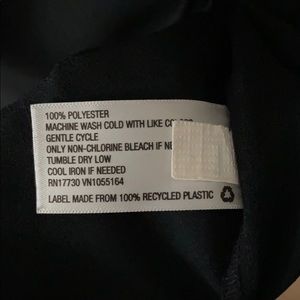 100% POLYESTER
MACHINE WASH COLD WITH LIKE
GENTLE CYCLE
ONLY NON-CHLORINE BLEACH IF
TUMBLE DRY LOW
COOL IRON IF NEEDED
RN17730 VN1055164
LABEL MADE FROM 100% RECYCLED PLASTIC